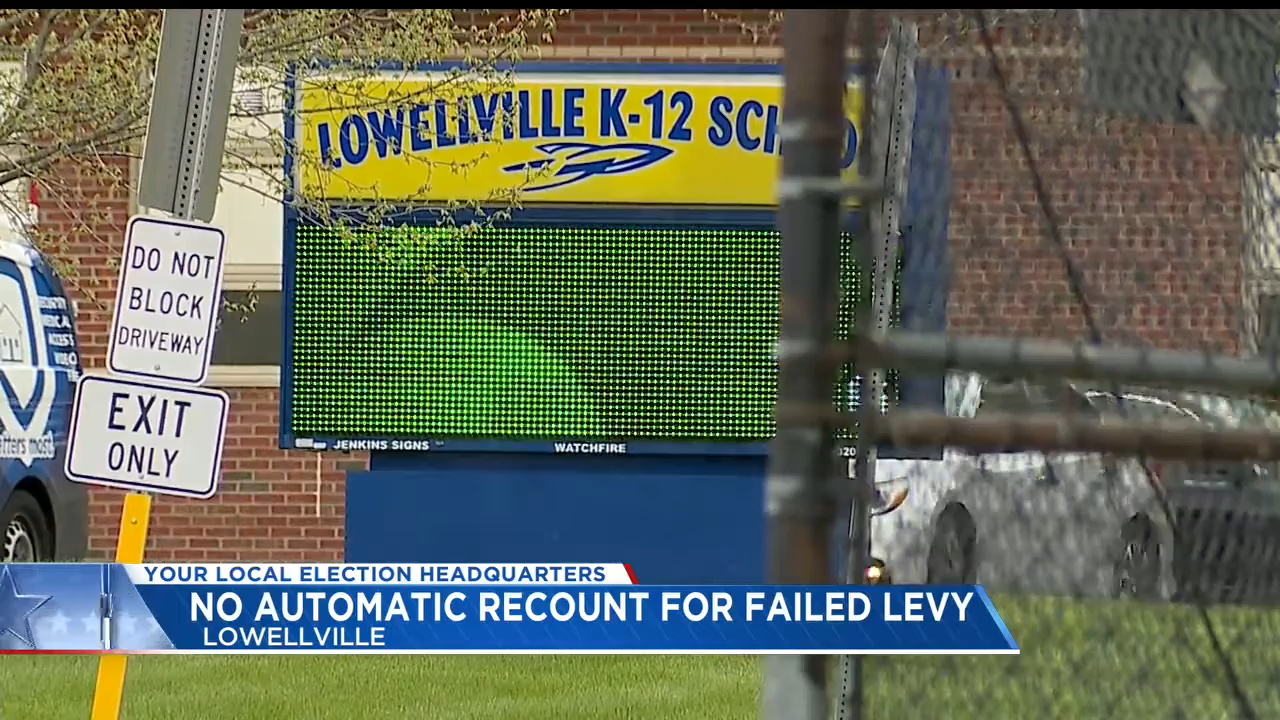 LOWELLVILLE K-12 SCHOO
DO NOT
BLOCK
DRIVEWAY
EXIT
ONLY
JENKINS SIGNS
WATCHFIRE
YOUR LOCAL ELECTION HEADQUARTERS
NO AUTOMATIC RECOUNT FOR FAILED LEVY
LOWELLVILLE